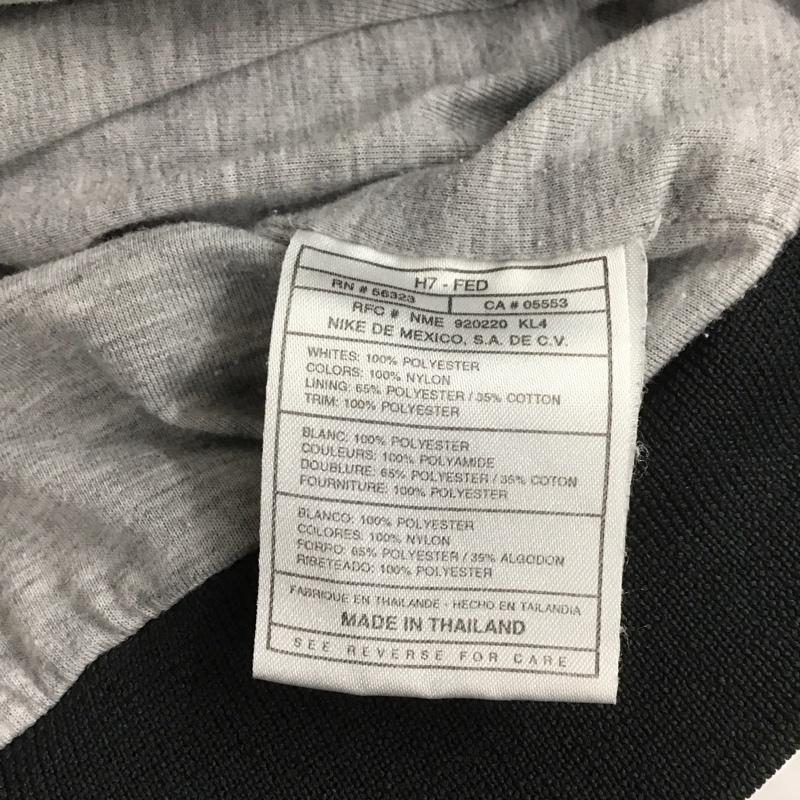 H7 - FED
RN # 56323 CA # 05553
RFC # NME 920220 KL4
NIKE DE MEXICO, S.A. DE C.V.
WHITES: 100% POLYESTER
COLORS: 100% NYLON
LINING: 65% POLYESTER / 35% COTTON
TRIM: 100% POLYESTER
BLANC: 100% POLYESTER
COULEURS: 100% POLYAMIDE
DOUBLURE: 65% POLYESTER / 35% COTON
FOURNITURE: 100% POLYESTER
BLANCO: 100% POLYESTER
COLORES: 100% NYLON
FORRO: 65% POLYESTER / 35% ALGODON
RIBETEADO: 100% POLYESTER
FABRIQUE EN THAILANDE - HECHO EN TAILANDIA
MADE IN THAILAND
SEE REVERSE FOR CARE